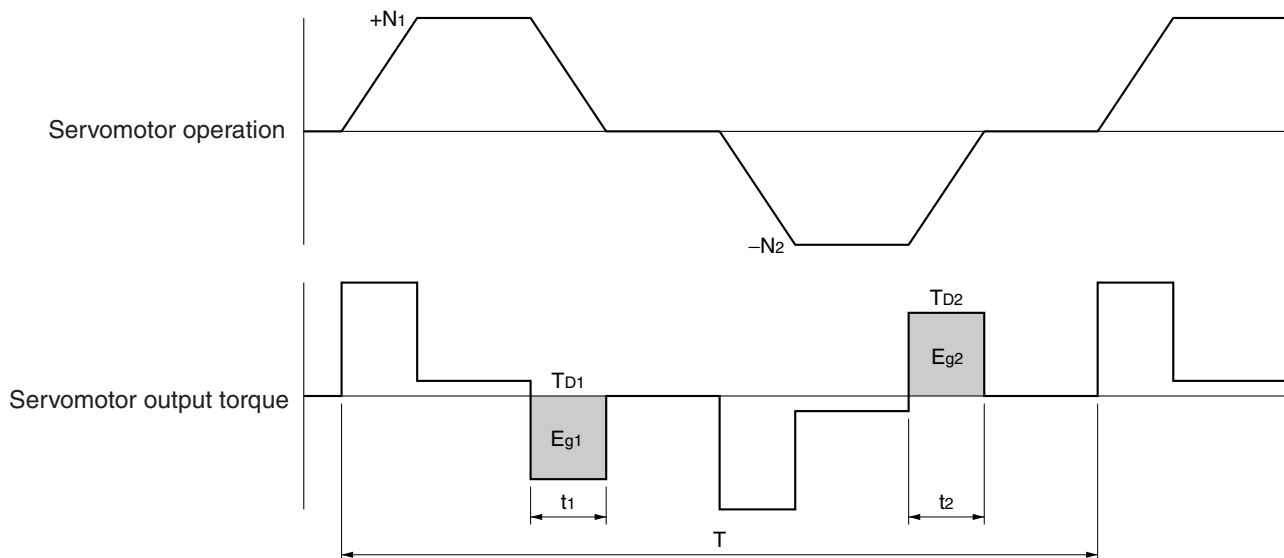 +N1
Servomotor operation
–N2
TD2
Eg2
TD1
Servomotor output torque
Eg1
t1
t2
T